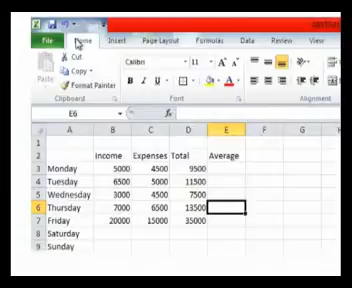 File Home Insert Page Layout Formulas Data Review View
Cut
Calibri 11 A A
Copy
Paste B I U A
Format Painter
Clipboard Font Alignment
E6 fx
A B C D E F G H
1
2 Income Expenses Total Average
3 Monday 5000 4500 9500
4 Tuesday 6500 5000 11500
5 Wednesday 3000 4500 7500
6 Thursday 7000 6500 13500
7 Friday 20000 15000 35000
8 Saturday
9 Sunday